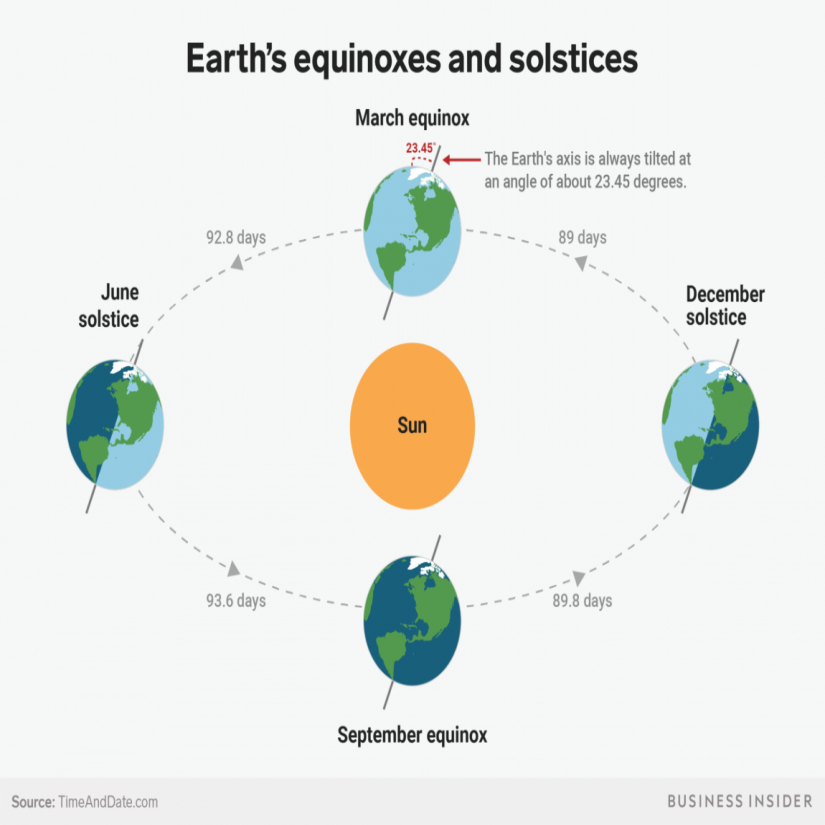 Earth's equinoxes and solstices
March equinox
23.45°
The Earth's axis is always tilted at
an angle of about 23.45 degrees.
92.8 days
89 days
June
solstice
December
solstice
Sun
93.6 days
89.8 days
September equinox
Source: TimeAndDate.com
BUSINESS INSIDER